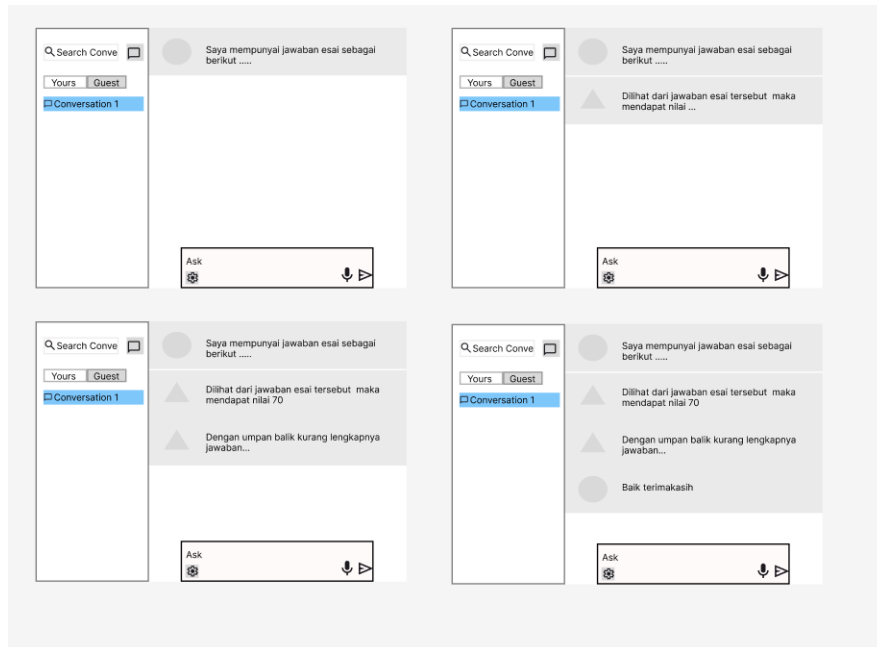 Search Conve
Yours Guest
Conversation 1
Saya mempunyai jawaban esai sebagai
berikut .....
Ask
Search Conve
Yours Guest
Conversation 1
Saya mempunyai jawaban esai sebagai
berikut .....
Dilihat dari jawaban esai tersebut maka
mendapat nilai ...
Ask
Search Conve
Yours Guest
Conversation 1
Saya mempunyai jawaban esai sebagai
berikut .....
Dilihat dari jawaban esai tersebut maka
mendapat nilai 70
Dengan umpan balik kurang lengkapnya
jawaban...
Ask
Search Conve
Yours Guest
Conversation 1
Saya mempunyai jawaban esai sebagai
berikut .....
Dilihat dari jawaban esai tersebut maka
mendapat nilai 70
Dengan umpan balik kurang lengkapnya
jawaban...
Baik terimakasih
Ask